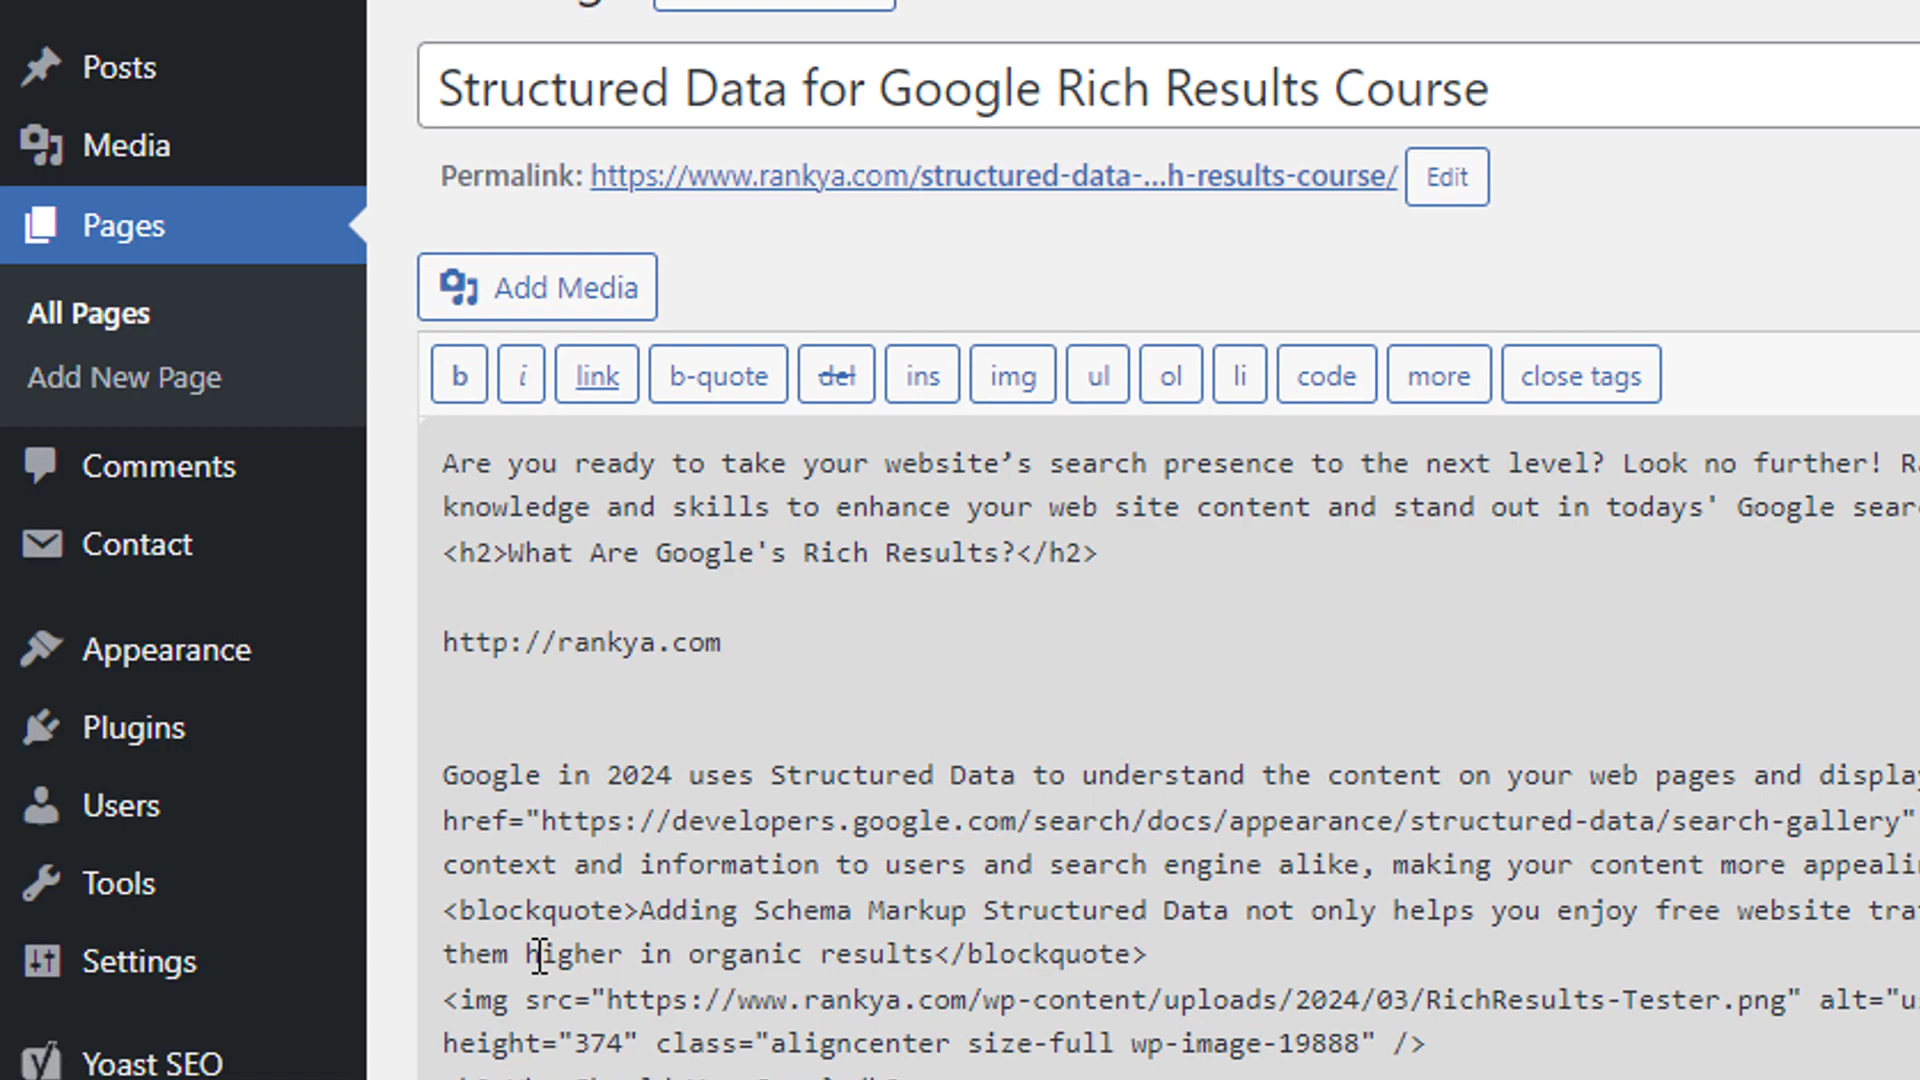 Posts
Media
Pages
All Pages
Add New Page
Comments
Contact
Appearance
Plugins
Users
Tools
Settings
Yoast SEO
Structured Data for Google Rich Results Course
Permalink: https://www.rankya.com/structured-data-...h-results-course/ Edit
Add Media
b i link b-quote del ins img ul ol li code more close tags
Are you ready to take your website’s search presence to the next level? Look no further!
knowledge and skills to enhance your web site content and stand out in todays' Google
<h2>What Are Google's Rich Results?</h2>
http://rankya.com
Google in 2024 uses Structured Data to understand the content on your web pages and
href="https://developers.google.com/search/docs/appearance/structured-data/search-gallery"
context and information to users and search engine alike, making your content more
<blockquote>Adding Schema Markup Structured Data not only helps you enjoy free website
them higher in organic results</blockquote>
<img src="https://www.rankya.com/wp-content/uploads/2024/03/RichResults-Tester.png"
height="374" class="aligncenter size-full wp-image-19888" />